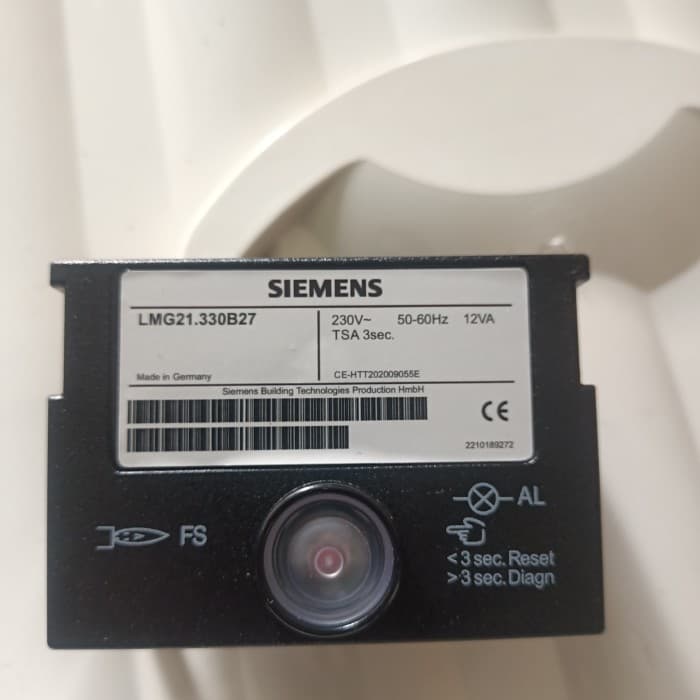 SIEMENS
LMG21.330B27
230V~ 50-60Hz 12VA
TSA 3sec.
Made in Germany
CE-HTT202009055E
Siemens Building Technologies Production HmbH
CE
2210189272
FS
AL
<3 sec. Reset
>3 sec. Diagn